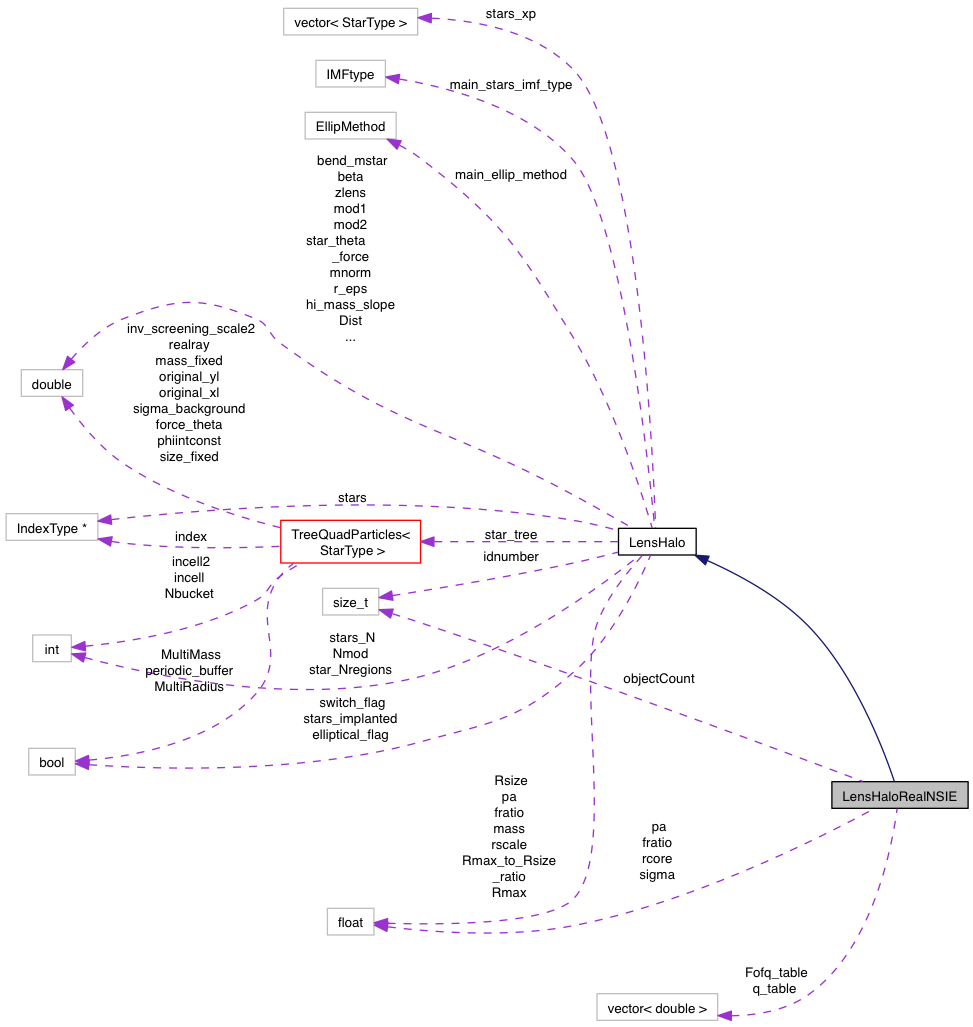 stars_xp
vector< StarType >
IMFtype
main_stars_imf_type
EllipMethod
main_ellip_method
bend_mstar
beta
zlens
mod1
mod2
star_theta
_force
mnorm
r_eps
hi_mass_slope
Dist
...
inv_screening_scale2
realray
mass_fixed
original_yl
original_xl
sigma_background
force_theta
phiintconst
size_fixed
double
stars
IndexType *
index
TreeQuadParticles<
StarType >
star_tree
LensHalo
idnumber
incell2
incell
Nbucket
size_t
int
stars_N
Nmod
star_Nregions
MultiMass
periodic_buffer
MultiRadius
objectCount
switch_flag
stars_implanted
elliptical_flag
bool
LensHaloRealNSIE
Rsize
pa
fratio
mass
rscale
Rmax_to_Rsize
_ratio
Rmax
pa
fratio
rcore
sigma
float
Fofq_table
q_table
vector< double >